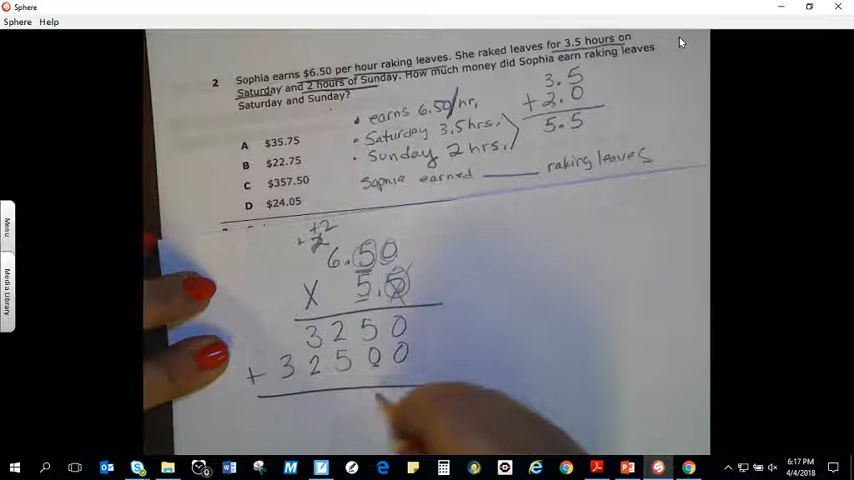 Sphere
Sphere Help
2 Sophia earns $6.50 per hour raking leaves. She raked leaves for 3.5 hours on
Saturday and 2 hours of Sunday. How much money did Sophia earn raking leaves
Saturday and Sunday?
A $35.75
B $22.75
C $357.50
D $24.05
• earns 6.50/hr.
• Saturday 3.5hrs.
• Sunday 2 hrs.
Sophia earned ____ raking leaves
3.5
+ 2.0
5.5
+2
+2
6.50
X 5.5
3250
+ 32500
Menu
Media Library
6:17 PM
4/4/2018